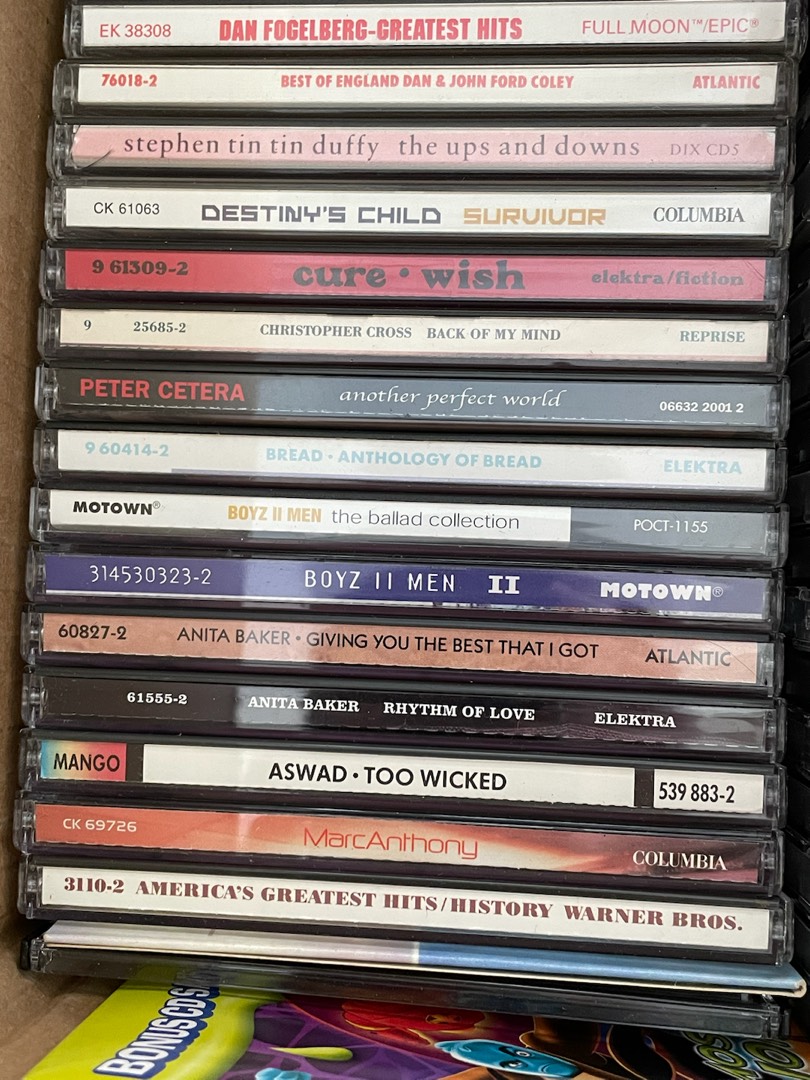 EK 38308 DAN FOGELBERG-GREATEST HITS FULL MOON™/EPIC®
76018-2 BEST OF ENGLAND DAN & JOHN FORD COLEY ATLANTIC
stephen tin tin duffy the ups and downs DIX CD5
CK 61063 DESTINY'S CHILD SURVIVOR COLUMBIA
9 61309-2 cure • wish elektra/fiction
9 25685-2 CHRISTOPHER CROSS BACK OF MY MIND REPRISE
PETER CETERA another perfect world 06632 2001 2
9 60414-2 BREAD • ANTHOLOGY OF BREAD ELEKTRA
MOTOWN® BOYZ II MEN the ballad collection POCT-1155
314530323-2 BOYZ II MEN II MOTOWN®
60827-2 ANITA BAKER • GIVING YOU THE BEST THAT I GOT ATLANTIC
61555-2 ANITA BAKER RHYTHM OF LOVE ELEKTRA
MANGO ASWAD • TOO WICKED 539 883-2
CK 69726 MarcAnthony COLUMBIA
3110-2 AMERICA'S GREATEST HITS/HISTORY WARNER BROS.
BONUS CD